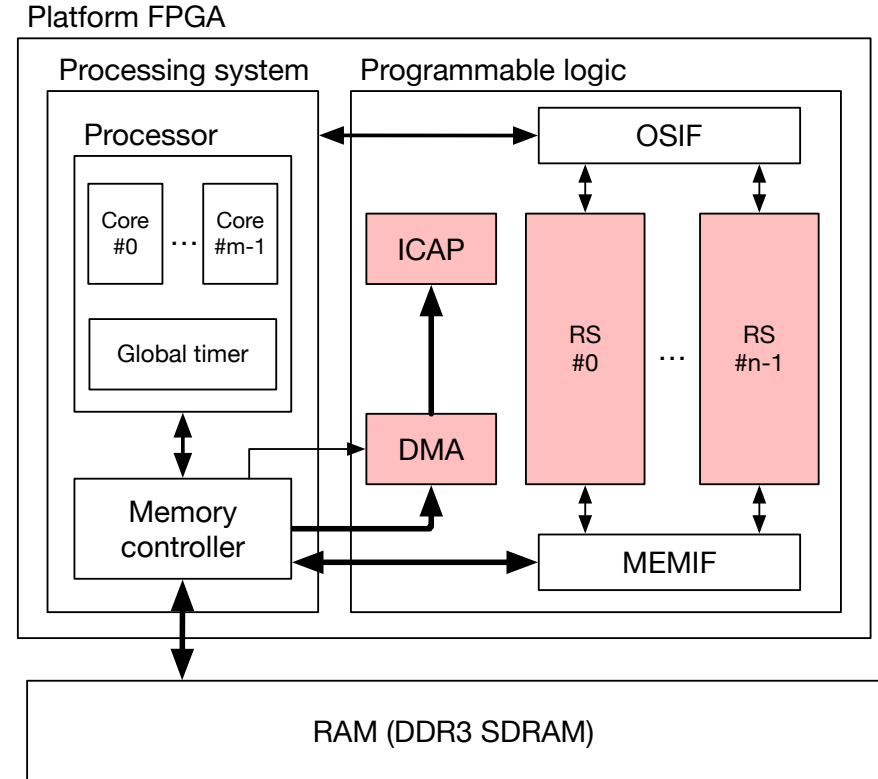 Platform FPGA
Processing system
Programmable logic
Processor
OSIF
Core
#0
...
Core
#m-1
ICAP
RS
#0
...
RS
#n-1
Global timer
DMA
Memory
controller
MEMIF
RAM (DDR3 SDRAM)